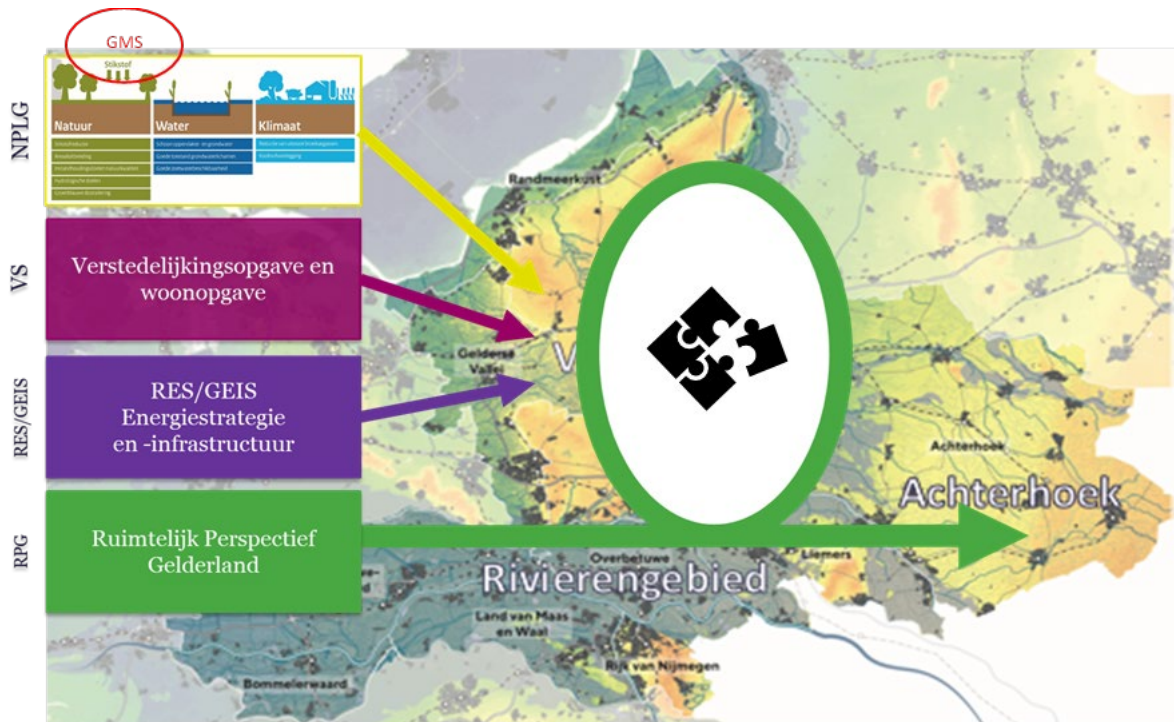 GMS
Stikstof
NPLG
Natuur
Water
Klimaat
VS
Verstedelijkingsopgave en
woonopgave
RES/GEIS
RES/GEIS
Energiestrategie
en -infrastructuur
RPG
Ruimtelijk Perspectief
Gelderland
Randmeerkust
Gelderse
Vallei
V
Achterhoek
Achterhoek
Overbetuwe
Liemers
Rivierengebied
Land van Maas
en Waal
Rijk van Nijmegen
Bommelerwaard